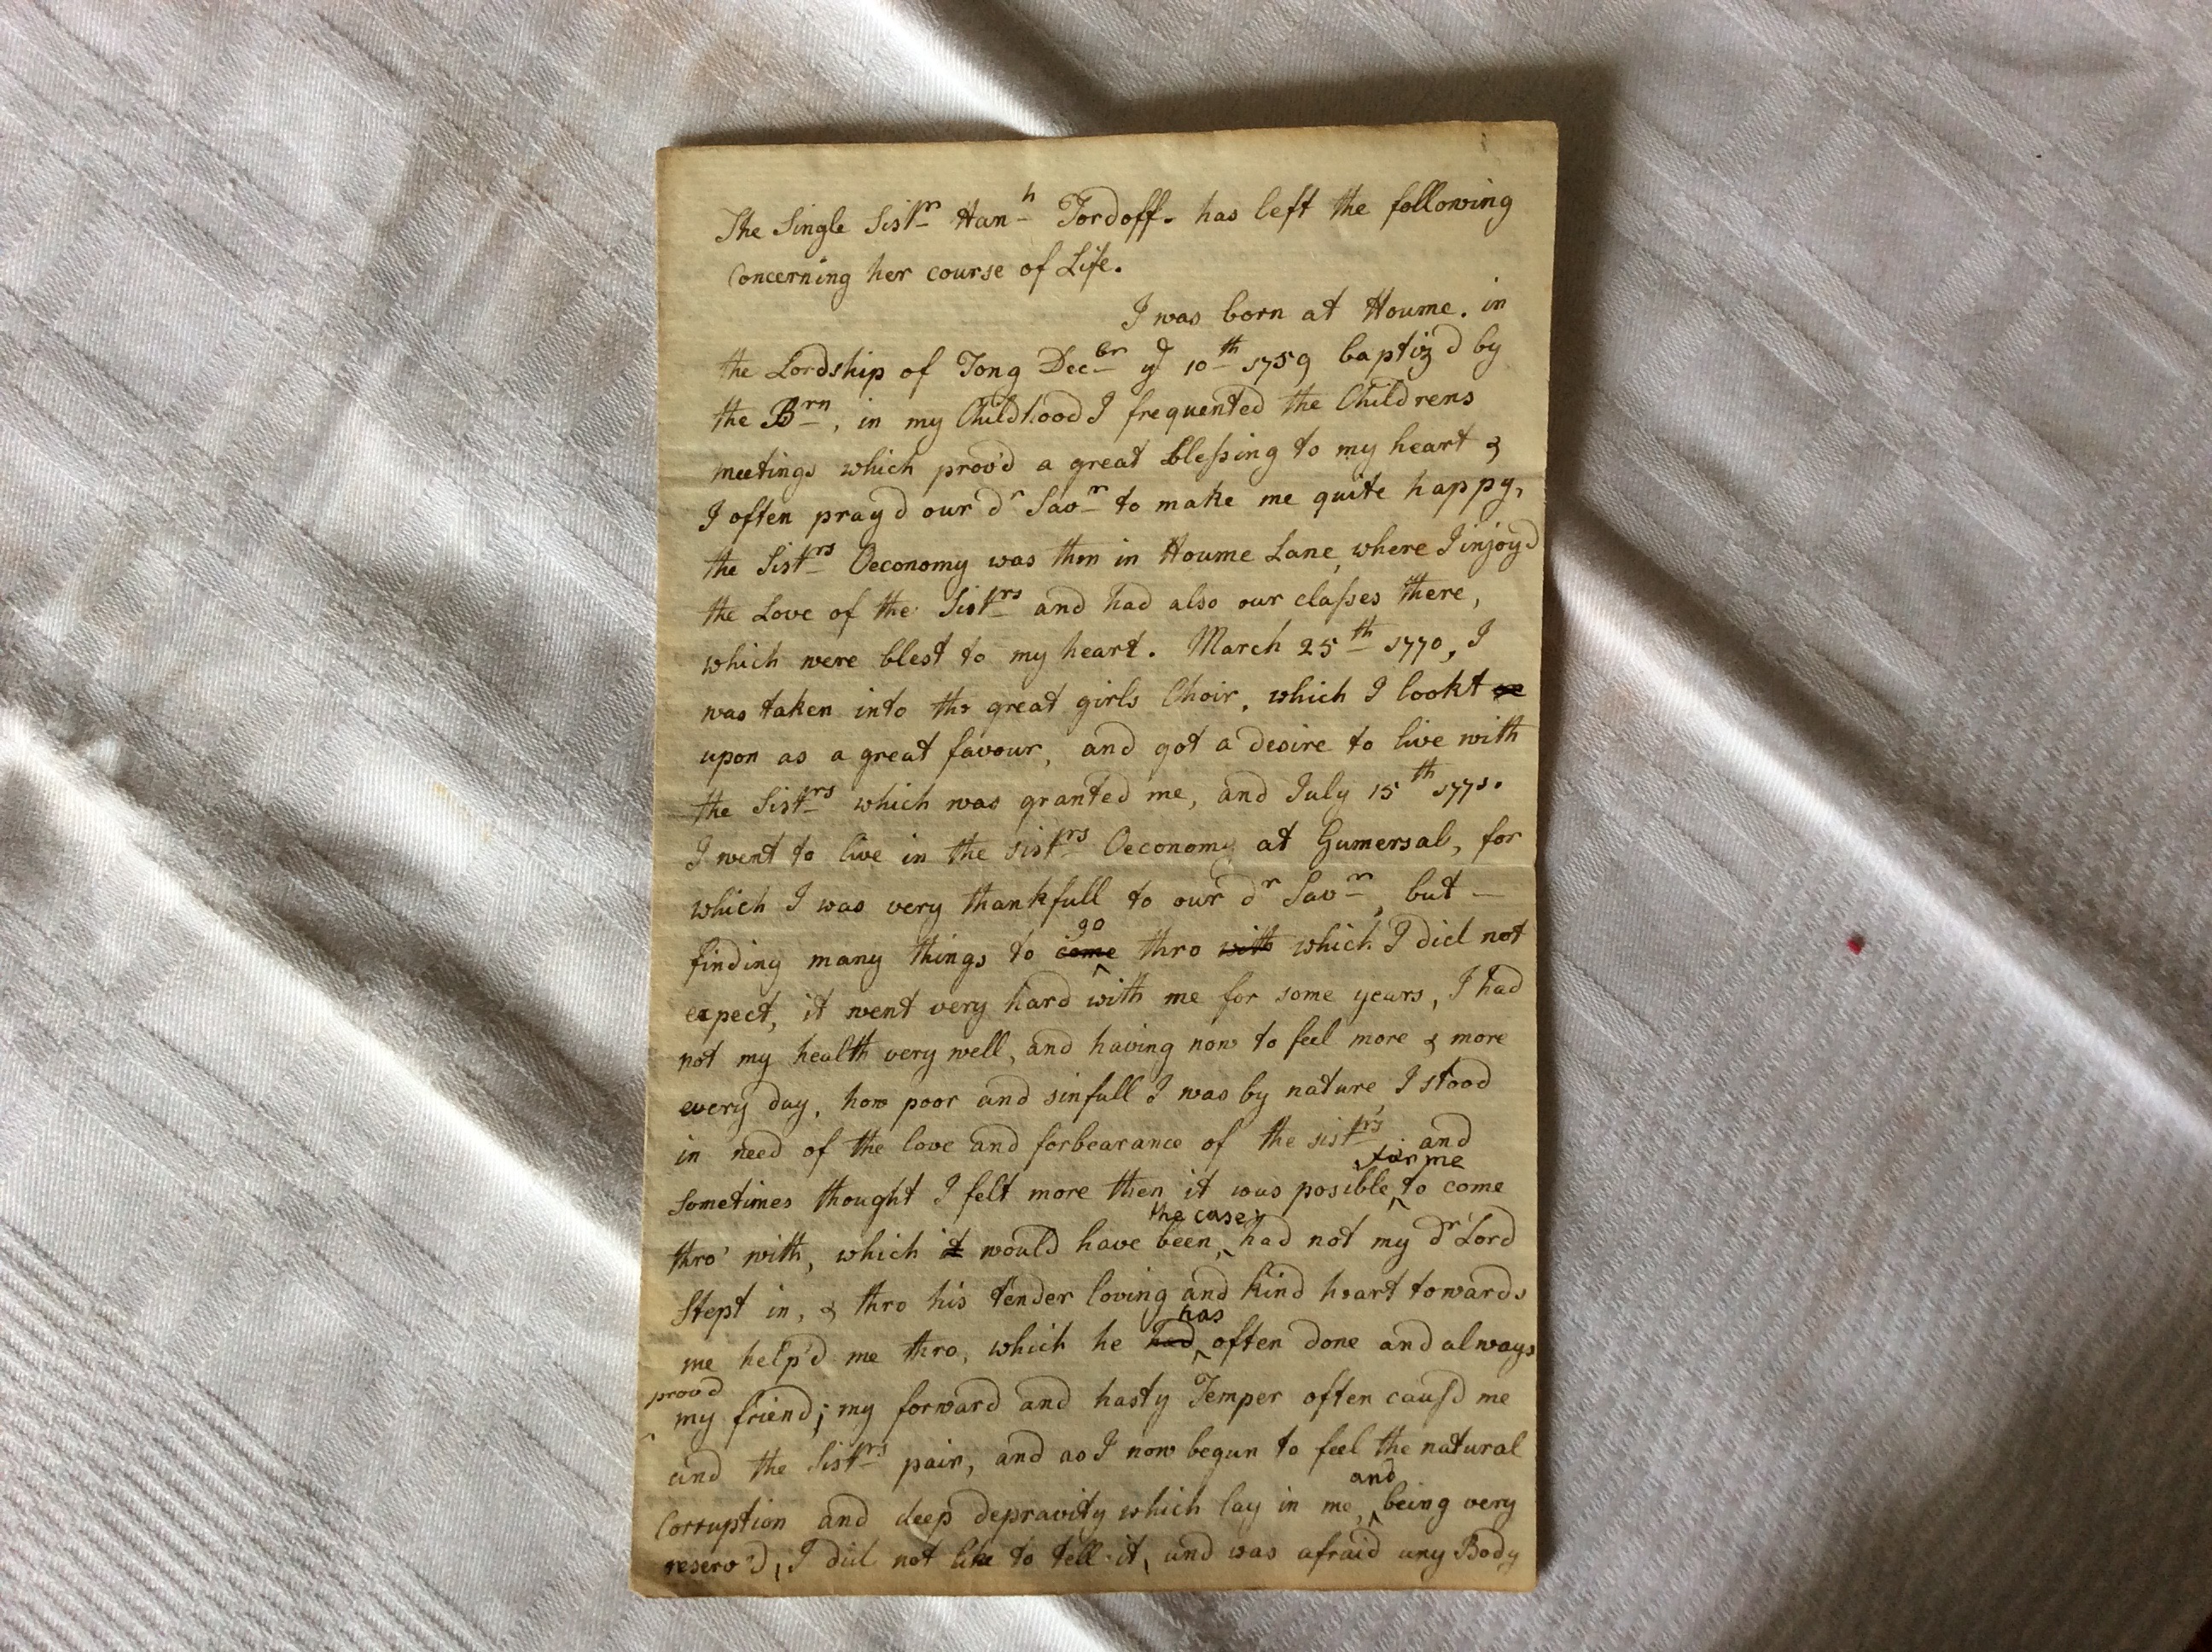 The Single Sistr Hanh Tordoff. has left the following
Concerning her course of Life.
I was born at Houme. in
the Lordship of Tong Decbr ye 10th 1759 baptiz'd by
the Brn, in my Childhood I frequented the Childrens
meetings which prov'd a great blessing to my heart &
I often pray'd our dr Savr to make me quite happy,
the Sistrs Oeconomy was then in Houme Lane, where I injoy'd
the Love of the Sistrs and had also our classes there,
which were blest to my heart. March 25th 1770, I
was taken into the great girls Choir, which I lookt
upon as a great favour, and got a desire to live with
the Sistrs which was granted me, and July 15th 1771.
I went to live in the sistrs Oeconomy at Gumersal, for
which I was very thankfull to our dr Savr, but —
finding many things to come go thro with which I did not
expect, it went very hard with me for some years, I had
not my health very well, and having now to feel more & more
every day, how poor and sinfull I was by nature, I stood
in need of the love and forbearance of the sistrs, and
sometimes thought I felt more then it was posible for me to come
thro' with, which it would have been the case, had not my dr Lord
Stept in, & thro his tender loving and kind heart towards
me help'd me thro, which he had has often done and always
prov'd my friend; my forward and hasty Temper often caus'd me
and the Sistrs pain, and as I now begun to feel the natural
Corruption and deep depravity which lay in me, and being very
reserv'd, I did not like to tell it, and was afraid any Body